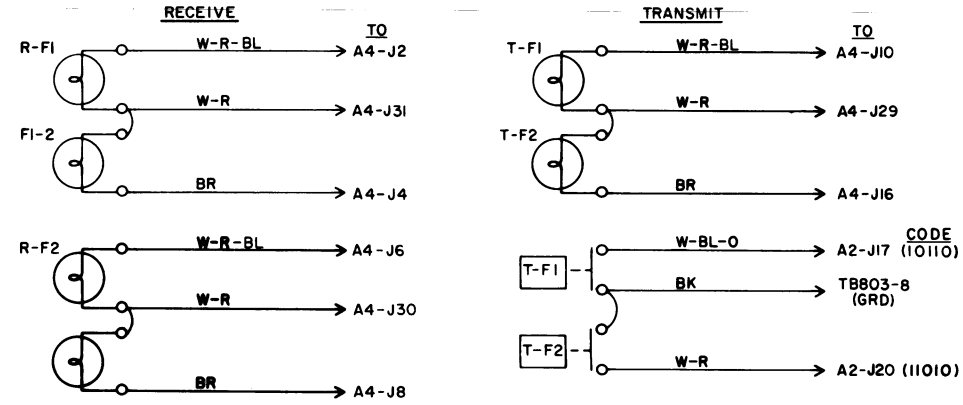 RECEIVE
TO
R-F1 W-R-BL A4-J2
W-R A4-J31
F1-2
BR A4-J4
R-F2 W-R-BL A4-J6
W-R A4-J30
BR A4-J8
TRANSMIT
TO
T-F1 W-R-BL A4-J10
W-R A4-J29
T-F2
BR A4-J16
CODE
W-BL-O A2-J17 (10110)
T-F1
BK TB803-8
(GRD)
T-F2
W-R A2-J20 (11010)